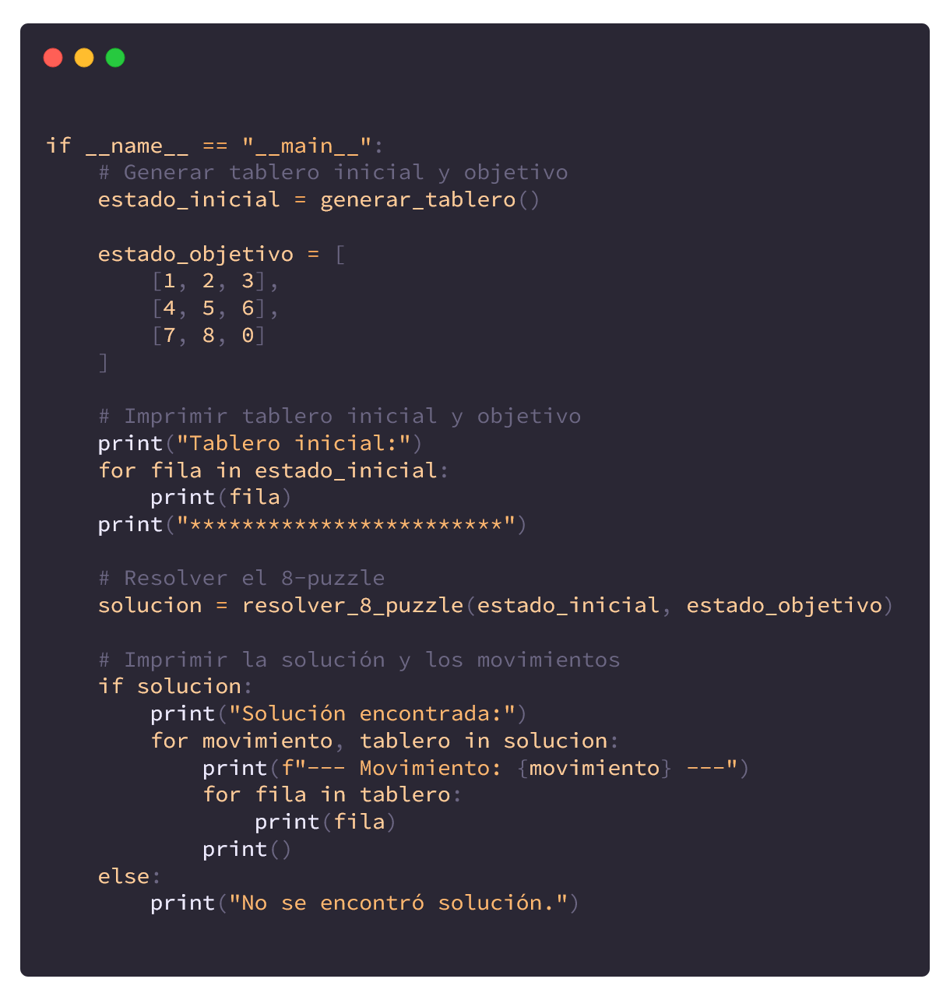 if __name__ == "__main__":
    # Generar tablero inicial y objetivo
    estado_inicial = generar_tablero()

    estado_objetivo = [
        [1, 2, 3],
        [4, 5, 6],
        [7, 8, 0]
    ]

    # Imprimir tablero inicial y objetivo
    print("Tablero inicial:")
    for fila in estado_inicial:
        print(fila)
    print("************************")

    # Resolver el 8-puzzle
    solucion = resolver_8_puzzle(estado_inicial, estado_objetivo)

    # Imprimir la solución y los movimientos
    if solucion:
        print("Solución encontrada:")
        for movimiento, tablero in solucion:
            print(f"--- Movimiento: {movimiento} ---")
            for fila in tablero:
                print(fila)
            print()
    else:
        print("No se encontró solución.")